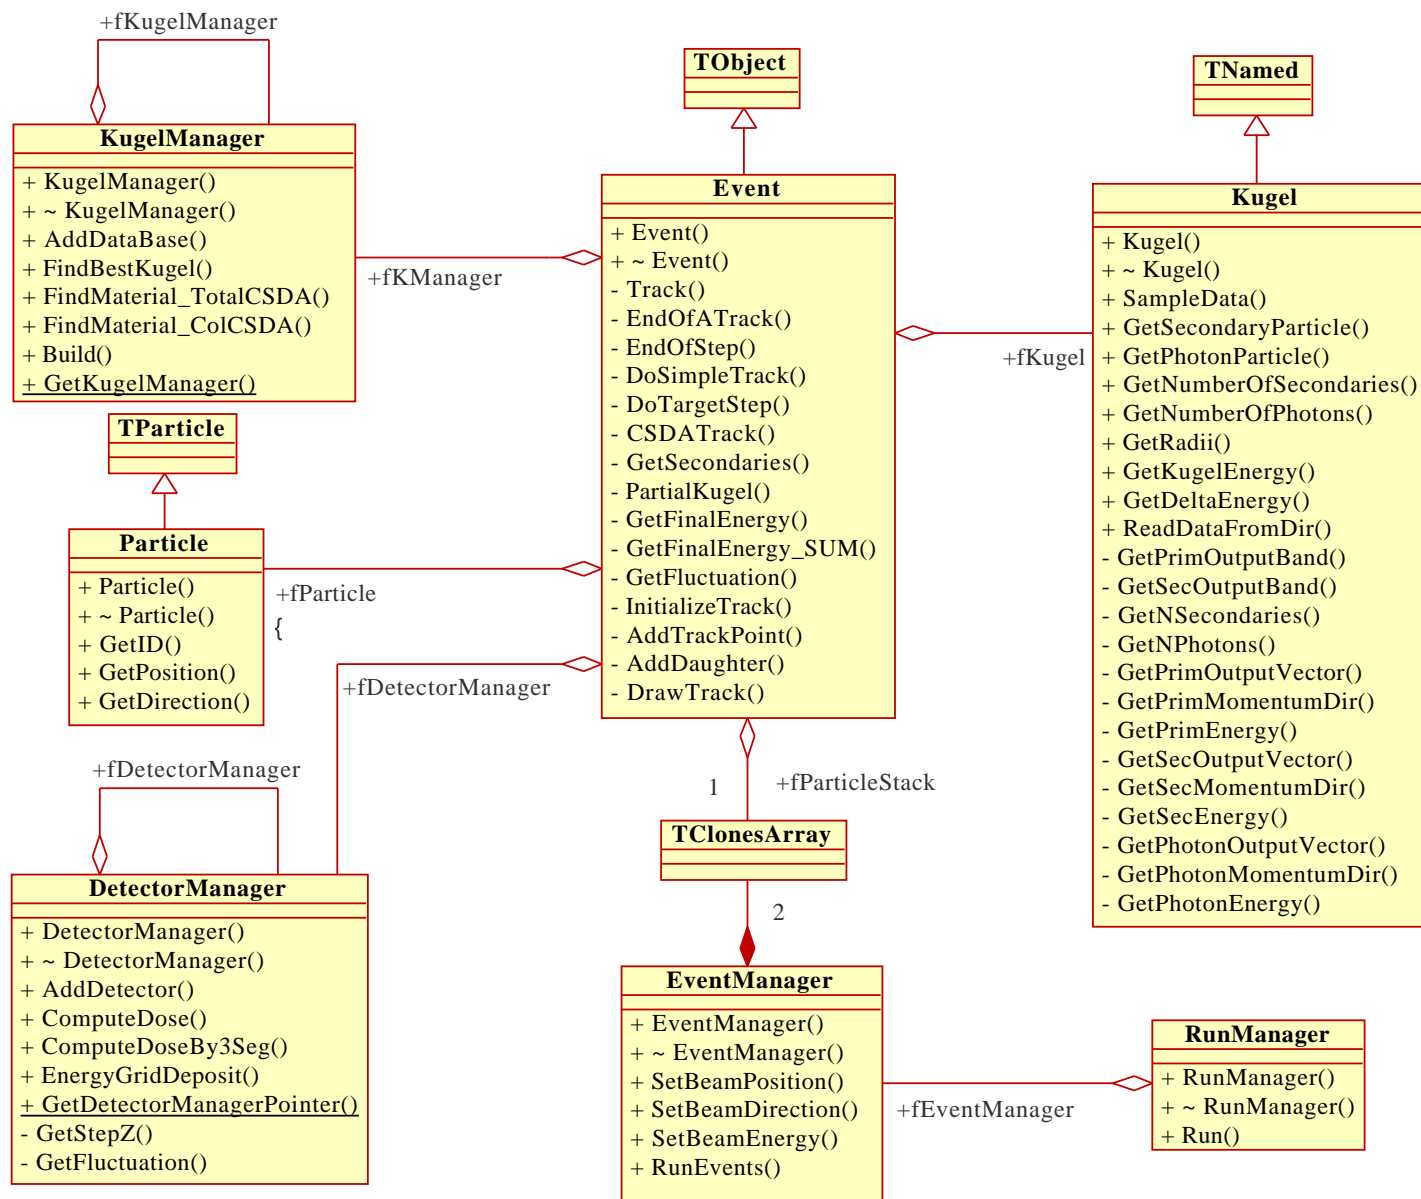 +fKugelManager
KugelManager
+ KugelManager()
+ ~ KugelManager()
+ AddDataBase()
+ FindBestKugel()
+ FindMaterial_TotalCSDA()
+ FindMaterial_ColCSDA()
+ Build()
+ GetKugelManager()
TObject
TNamed
Event
+ Event()
+ ~ Event()
- Track()
- EndOfATrack()
- EndOfStep()
- DoSimpleTrack()
- DoTargetStep()
- CSDATrack()
- GetSecondaries()
- PartialKugel()
- GetFinalEnergy()
- GetFinalEnergy_SUM()
- GetFluctuation()
- InitializeTrack()
- AddTrackPoint()
- AddDaughter()
- DrawTrack()
+fKManager
+fKugel
Kugel
+ Kugel()
+ ~ Kugel()
+ SampleData()
+ GetSecondaryParticle()
+ GetPhotonParticle()
+ GetNumberOfSecondaries()
+ GetNumberOfPhotons()
+ GetRadii()
+ GetKugelEnergy()
+ GetDeltaEnergy()
+ ReadDataFromDir()
- GetPrimOutputBand()
- GetSecOutputBand()
- GetNSecondaries()
- GetNPhotons()
- GetPrimOutputVector()
- GetPrimMomentumDir()
- GetPrimEnergy()
- GetSecOutputVector()
- GetSecMomentumDir()
- GetSecEnergy()
- GetPhotonOutputVector()
- GetPhotonMomentumDir()
- GetPhotonEnergy()
TParticle
Particle
+ Particle()
+ ~ Particle()
+ GetID()
+ GetPosition()
+ GetDirection()
+fParticle
{
+fDetectorManager
+fDetectorManager
DetectorManager
+ DetectorManager()
+ ~ DetectorManager()
+ AddDetector()
+ ComputeDose()
+ ComputeDoseBy3Seg()
+ EnergyGridDeposit()
+ GetDetectorManagerPointer()
- GetStepZ()
- GetFluctuation()
1
+fParticleStack
TClonesArray
2
EventManager
+ EventManager()
+ ~ EventManager()
+ SetBeamPosition()
+ SetBeamDirection()
+ SetBeamEnergy()
+ RunEvents()
+fEventManager
RunManager
+ RunManager()
+ ~ RunManager()
+ Run()